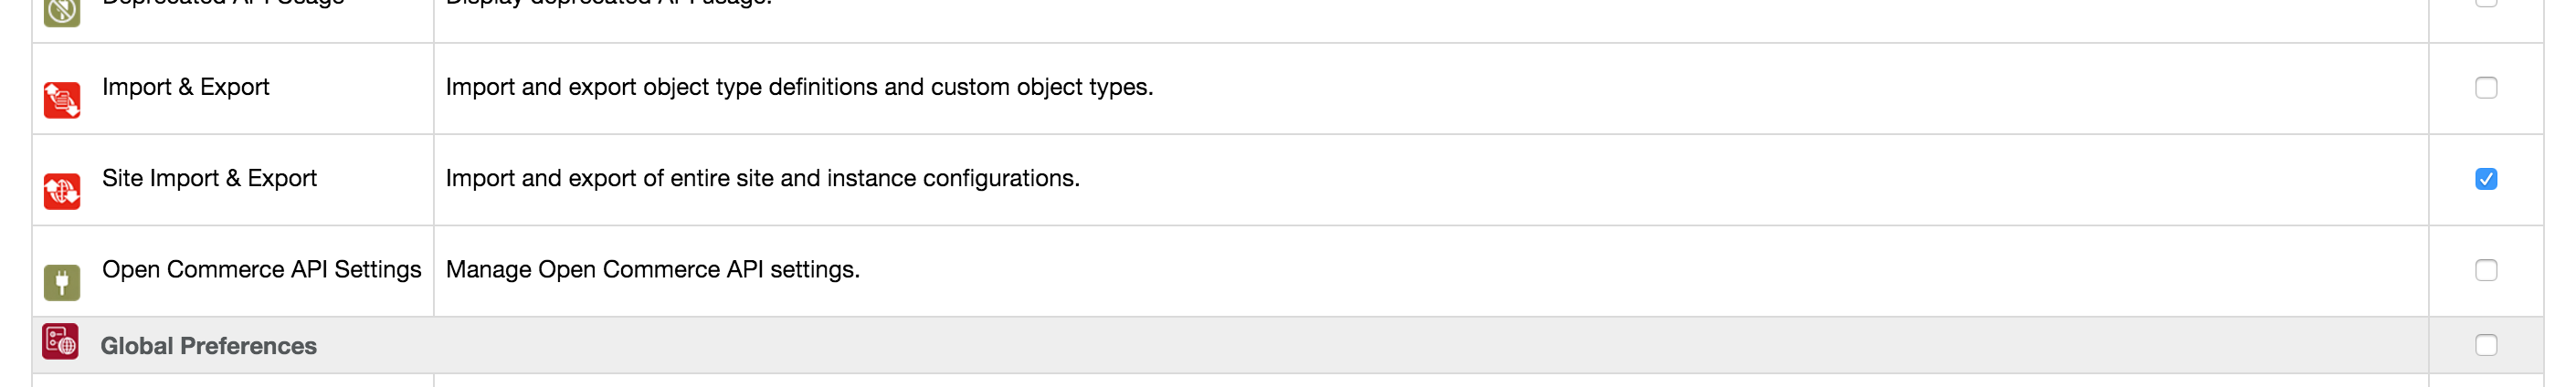 Deprecated API Usage Display deprecated API usage.
Import & Export Import and export object type definitions and custom object types.
Site Import & Export Import and export of entire site and instance configurations.
Open Commerce API Settings Manage Open Commerce API settings.
Global Preferences